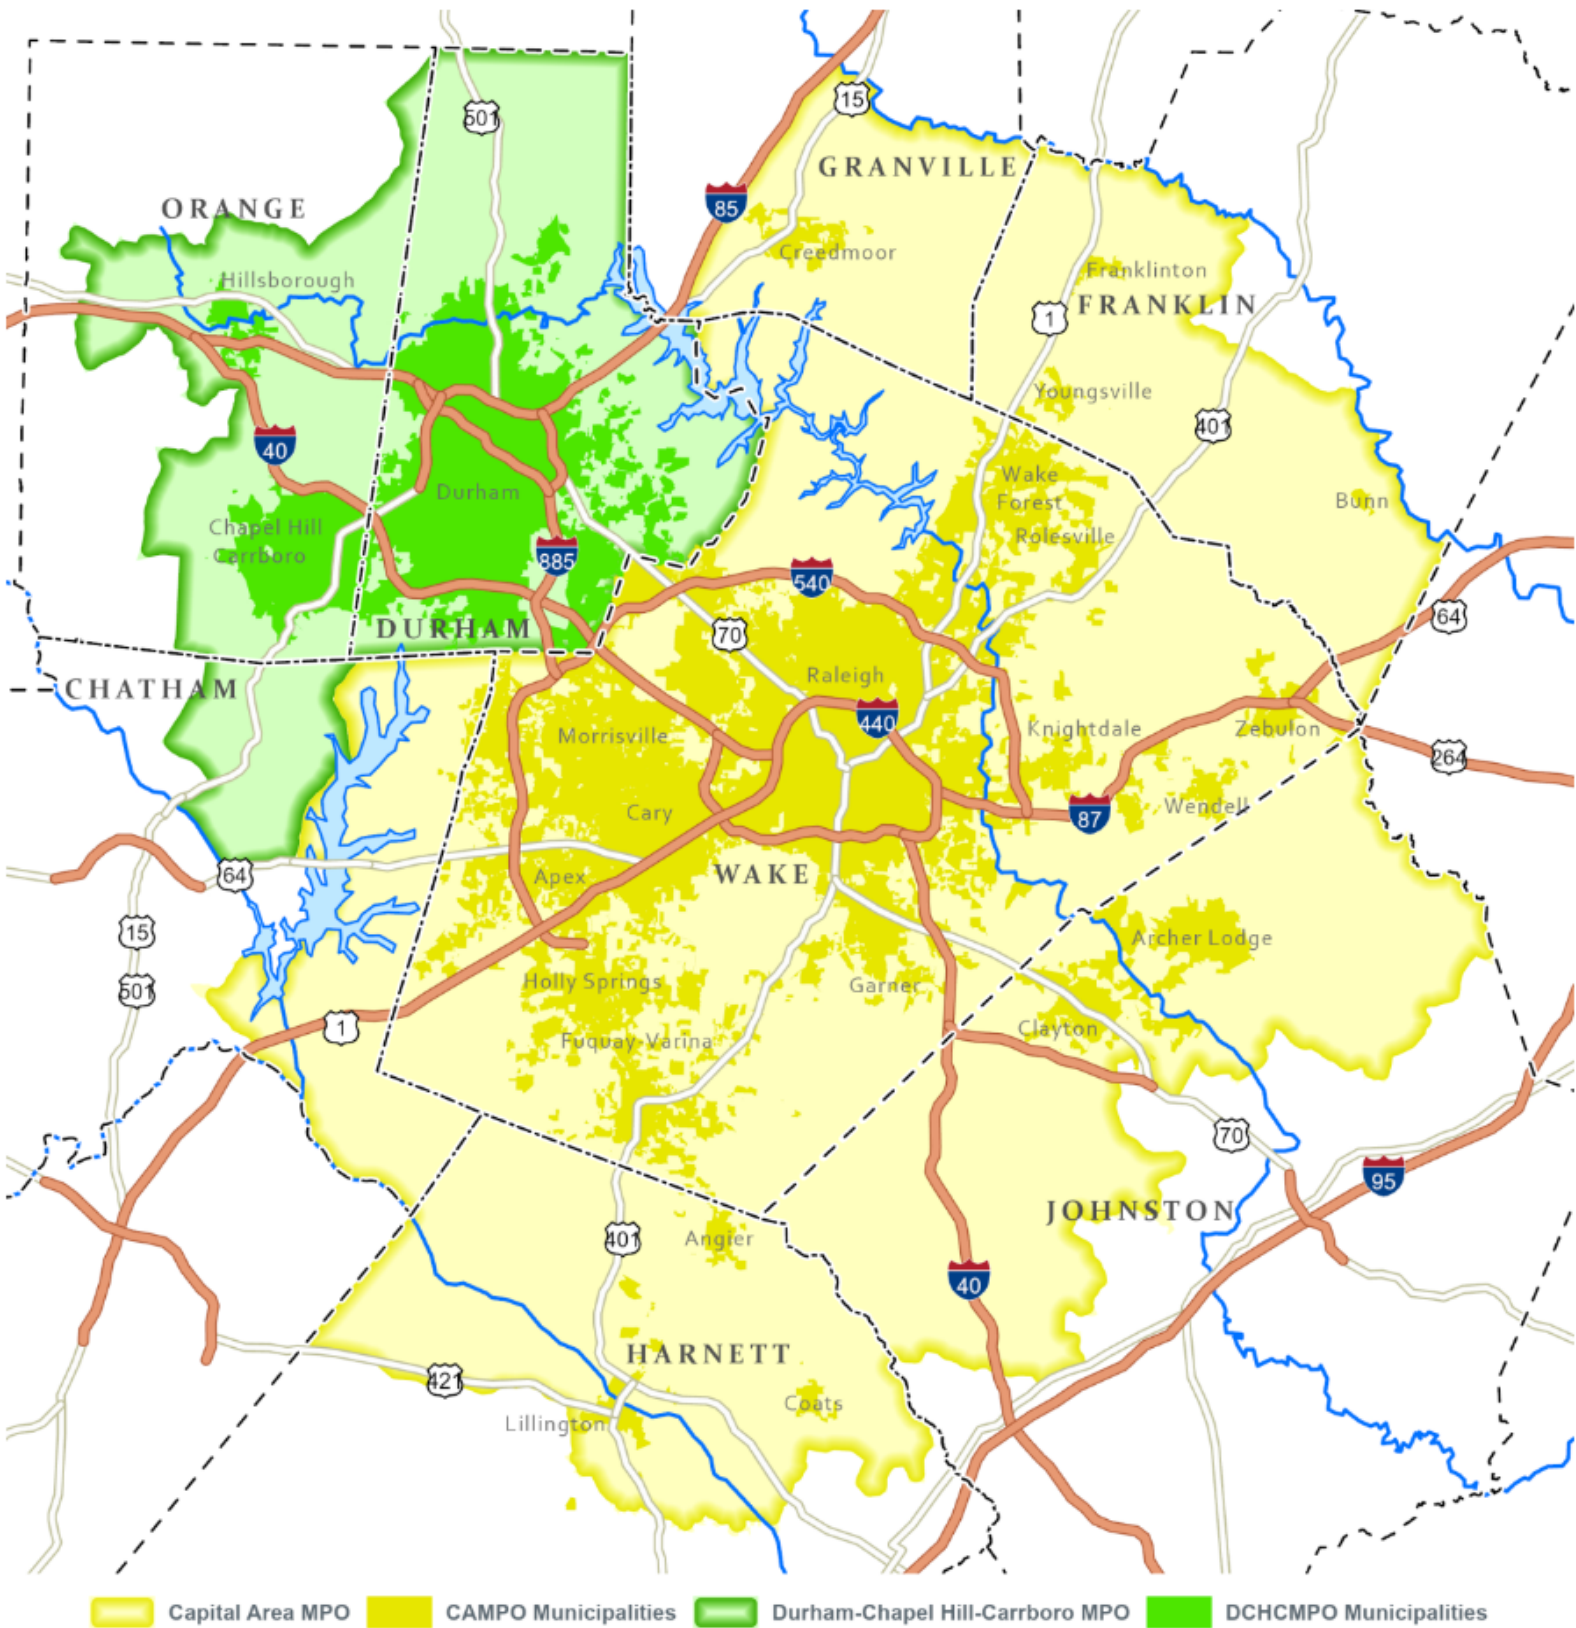 501
15
GRANVILLE
85
ORANGE
Creedmoor
Hillsborough
Franklinton
FRANKLIN
1
Youngsville
401
40
Wake
Forest
Durham
Bunn
Chapel Hill
Carrboro
Rolesville
885
540
64
DURHAM
70
Raleigh
CHATHAM
440
Morrisville
Knightdale
Zebulon
264
Cary
87
Wendell
64
Apex
WAKE
15
Archer Lodge
501
Holly Springs
Garner
1
Clayton
Fuquay-Varina
70
95
JOHNSTON
401
Angier
40
HARNETT
421
Coats
Lillington
Capital Area MPO
CAMPO Municipalities
Durham-Chapel Hill-Carrboro MPO
DCHCMPO Municipalities